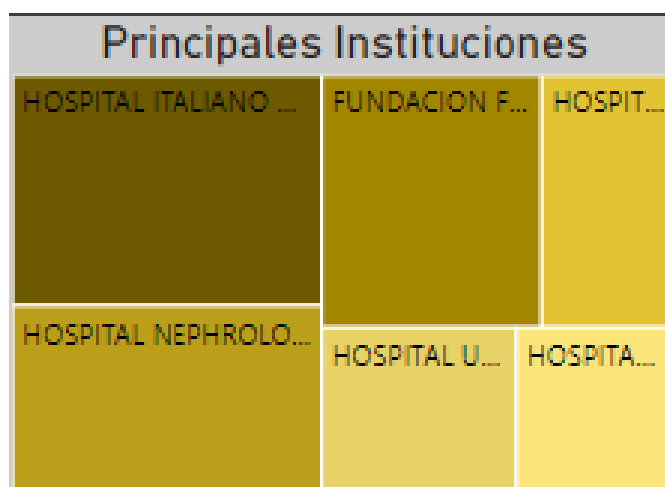 Principales Instituciones
HOSPITAL ITALIANO ...
FUNDACION F...
HOSPIT...
HOSPITAL NEPHROLO...
HOSPITAL U...
HOSPITA...